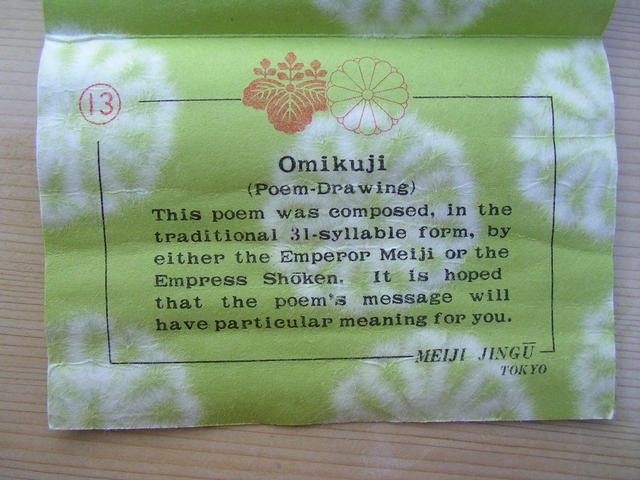 13
Omikuji
(Poem-Drawing)
This poem was composed, in the
traditional 31-syllable form, by
either the Emperor Meiji or the
Empress Shōken. It is hoped
that the poem's message will
have particular meaning for you.
MEIJI JINGŪ
TOKYO